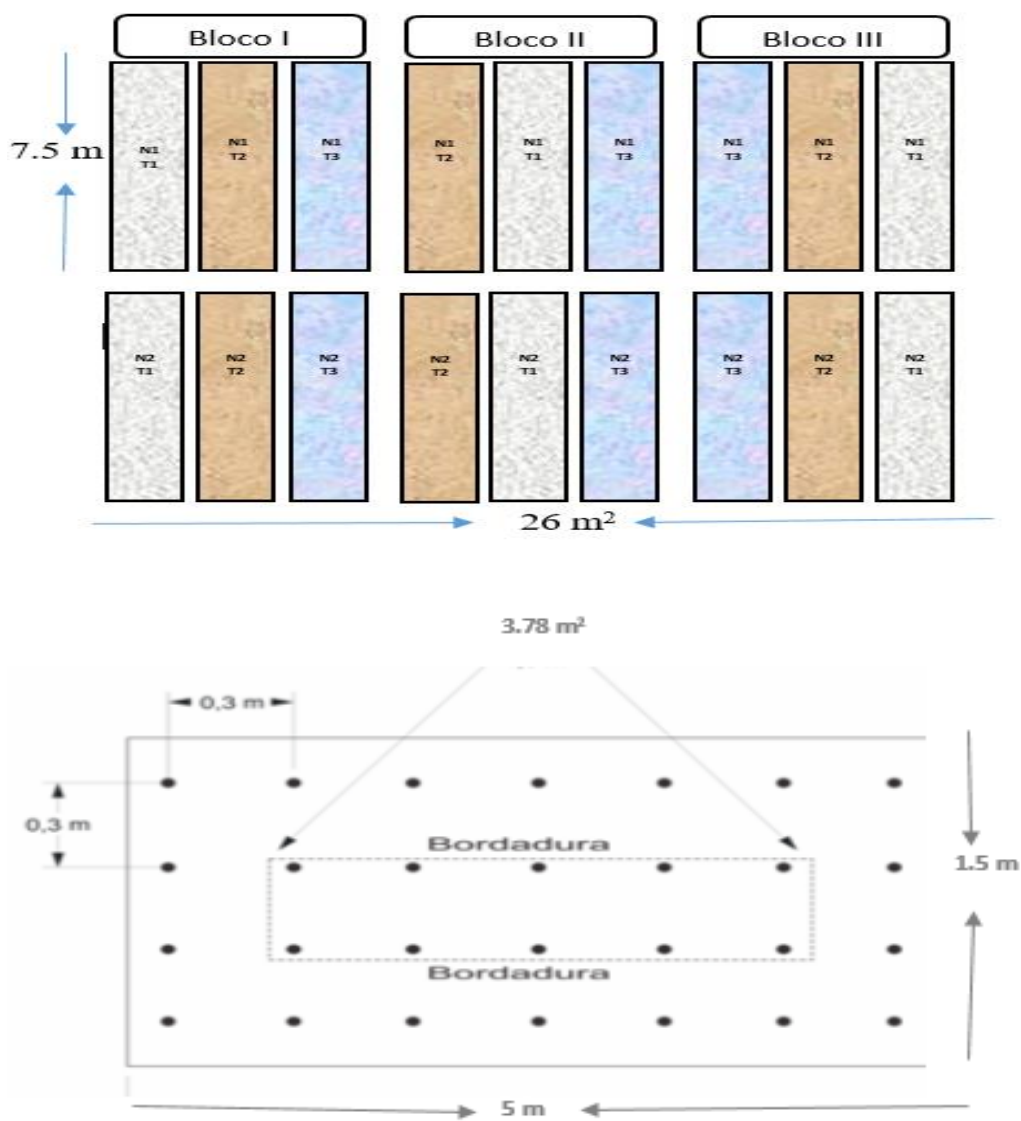 Bloco I Bloco II Bloco III
7.5 m
N1 N1 N1 N1 N1 N1 N1 N1 N1
T1 T2 T3 T2 T1 T3 T3 T2 T1
N2 N2 N2 N2 N2 N2 N2 N2 N2
T1 T2 T3 T2 T1 T3 T3 T2 T1
26 m²
3.78 m²
0,3 m
0,3 m
Bordadura
1.5 m
Bordadura
5 m